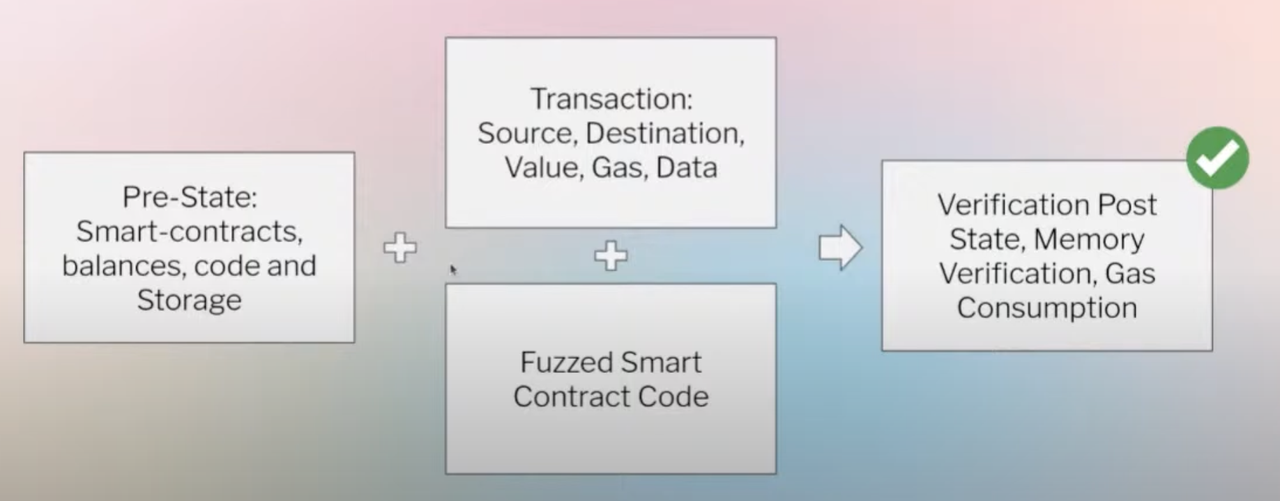 Pre-State:
Smart-contracts,
balances, code and
Storage
Transaction:
Source, Destination,
Value, Gas, Data
Fuzzed Smart
Contract Code
Verification Post
State, Memory
Verification, Gas
Consumption